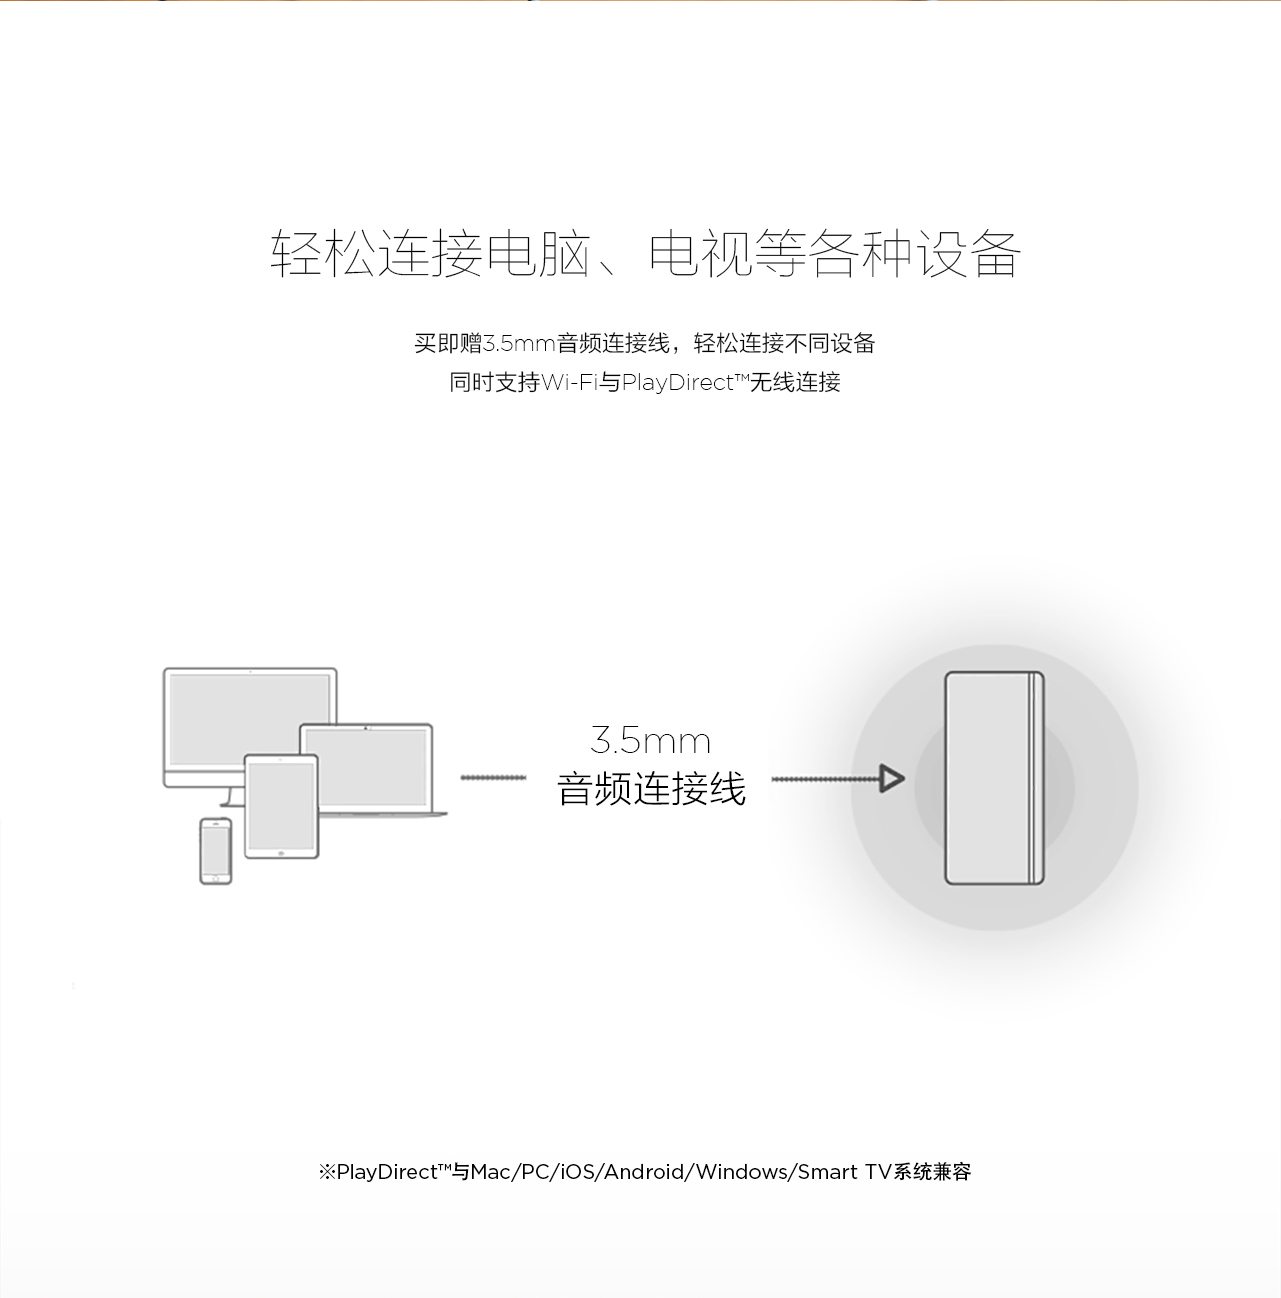 轻松连接电脑、电视等各种设备
买即赠3.5mm音频连接线，轻松连接不同设备
同时支持Wi-Fi与PlayDirect™无线连接
3.5mm
音频连接线
※PlayDirect™与Mac/PC/iOS/Android/Windows/Smart TV系统兼容